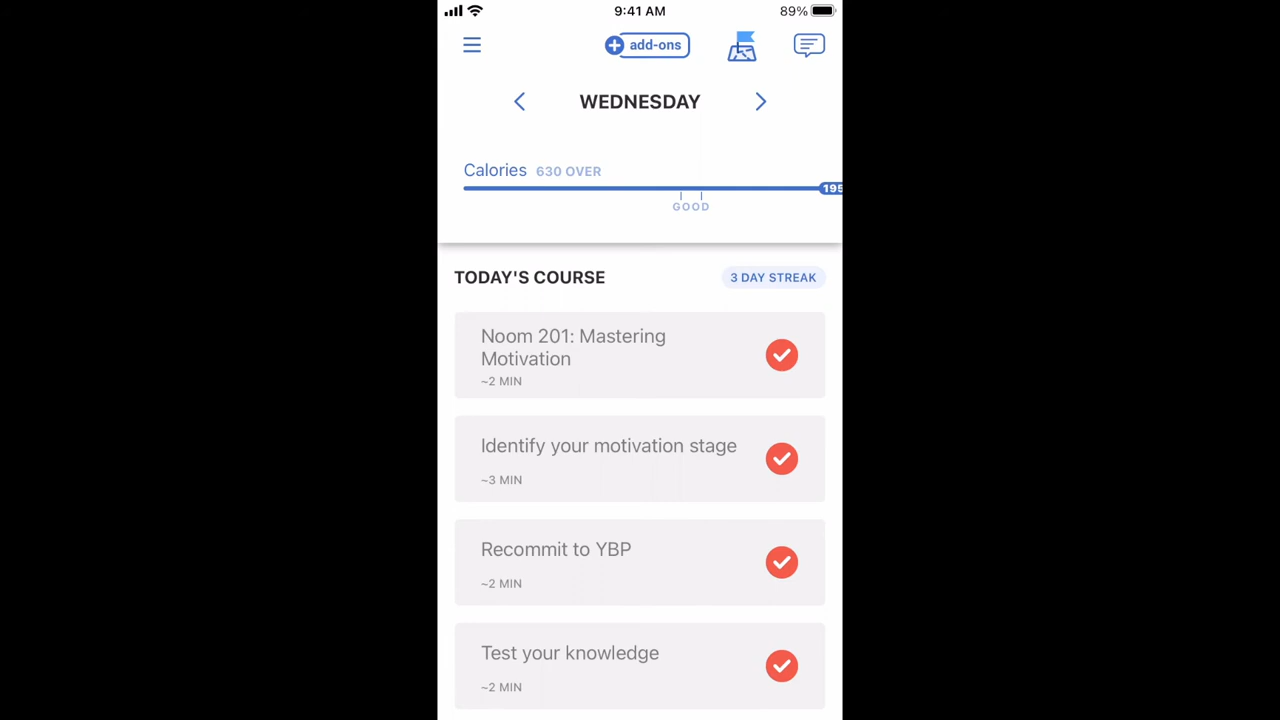 9:41 AM
89%
add-ons
WEDNESDAY
Calories 630 OVER
195
GOOD
TODAY'S COURSE
3 DAY STREAK
Noom 201: Mastering
Motivation
~2 MIN
Identify your motivation stage
~3 MIN
Recommit to YBP
~2 MIN
Test your knowledge
~2 MIN